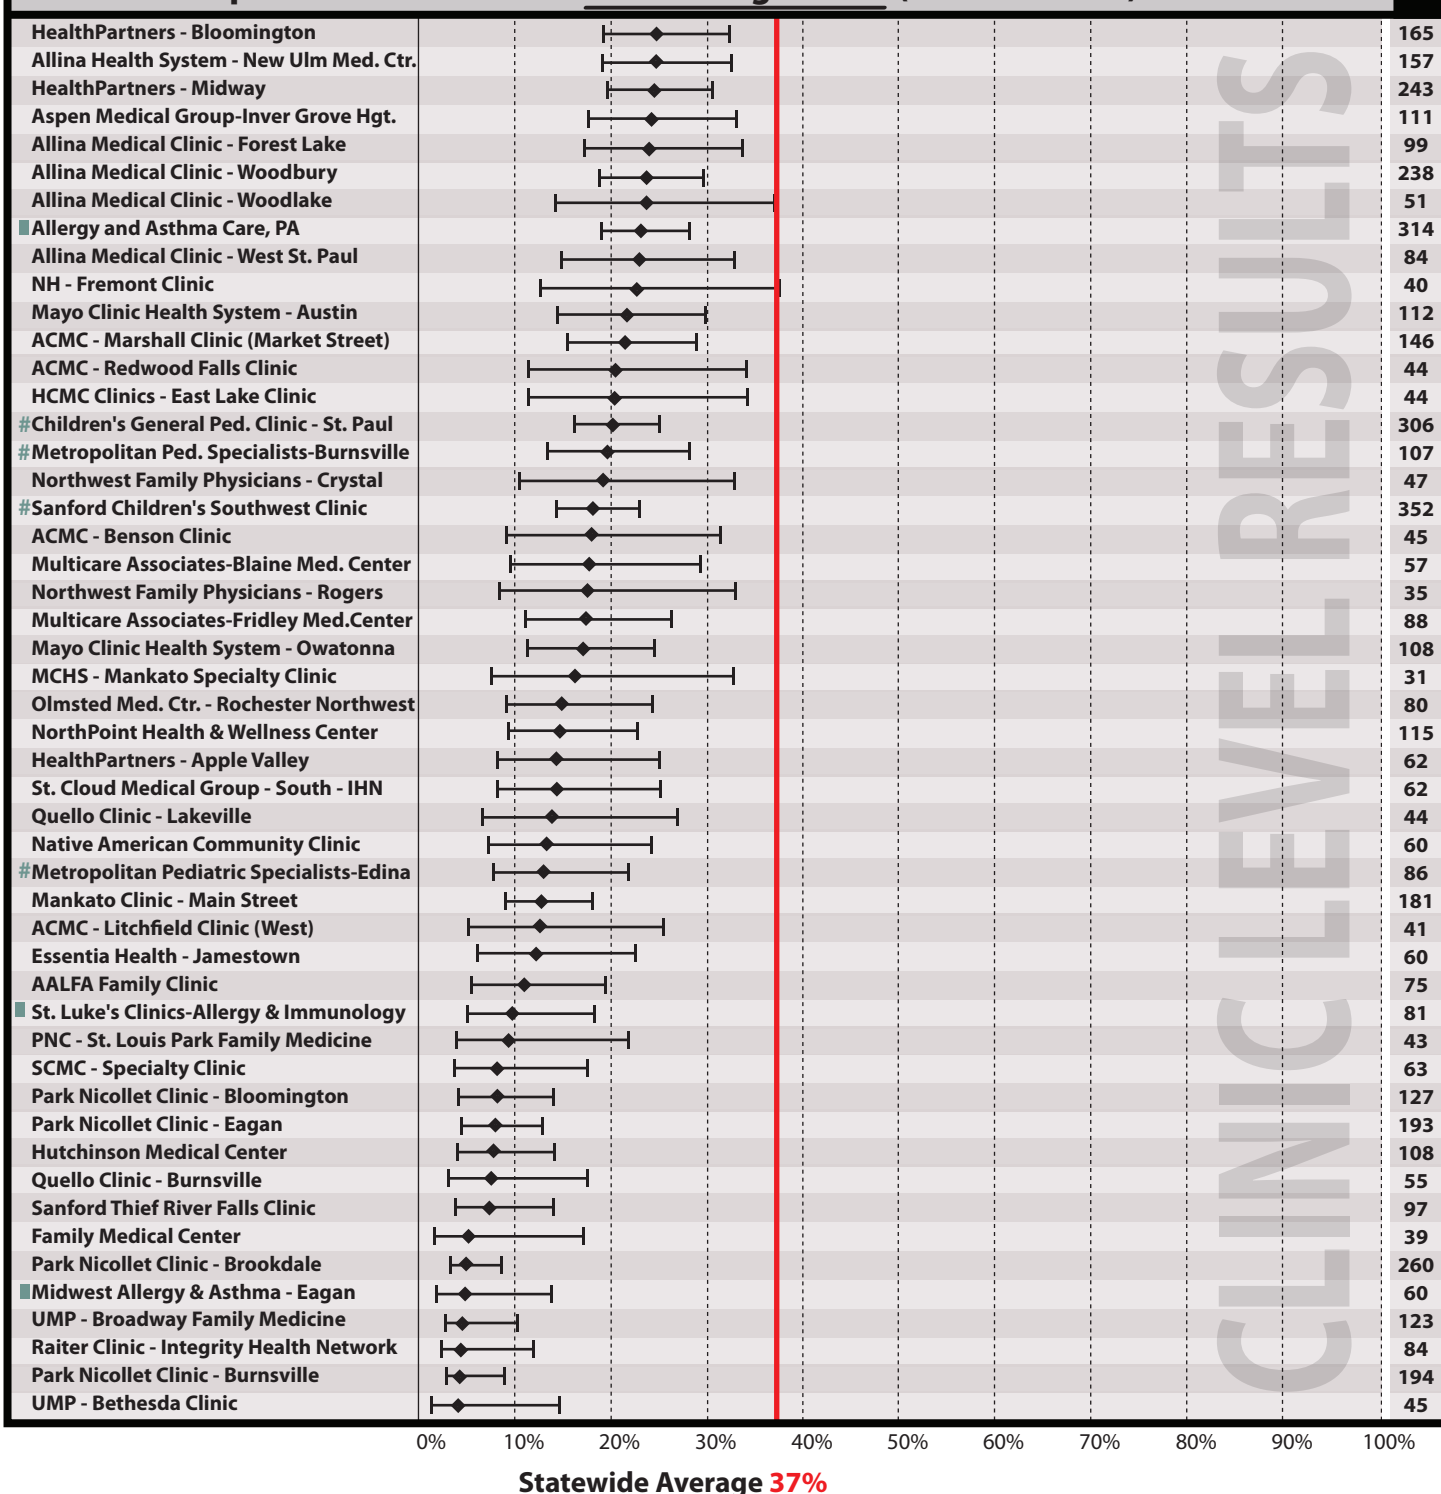 HealthPartners - Bloomington 165
Allina Health System - New Ulm Med. Ctr. 157
HealthPartners - Midway 243
Aspen Medical Group-Inver Grove Hgt. 111
Allina Medical Clinic - Forest Lake 99
Allina Medical Clinic - Woodbury 238
Allina Medical Clinic - Woodlake 51
Allergy and Asthma Care, PA 314
Allina Medical Clinic - West St. Paul 84
NH - Fremont Clinic 40
Mayo Clinic Health System - Austin 112
ACMC - Marshall Clinic (Market Street) 146
ACMC - Redwood Falls Clinic 44
HCMC Clinics - East Lake Clinic 44
#Children's General Ped. Clinic - St. Paul 306
#Metropolitan Ped. Specialists-Burnsville 107
Northwest Family Physicians - Crystal 47
#Sanford Children's Southwest Clinic 352
ACMC - Benson Clinic 45
Multicare Associates-Blaine Med. Center 57
Northwest Family Physicians - Rogers 35
Multicare Associates-Fridley Med.Center 88
Mayo Clinic Health System - Owatonna 108
MCHS - Mankato Specialty Clinic 31
Olmsted Med. Ctr. - Rochester Northwest 80
NorthPoint Health & Wellness Center 115
HealthPartners - Apple Valley 62
St. Cloud Medical Group - South - IHN 62
Quello Clinic - Lakeville 44
Native American Community Clinic 60
#Metropolitan Pediatric Specialists-Edina 86
Mankato Clinic - Main Street 181
ACMC - Litchfield Clinic (West) 41
Essentia Health - Jamestown 60
AALFA Family Clinic 75
St. Luke's Clinics-Allergy & Immunology 81
PNC - St. Louis Park Family Medicine 43
SCMC - Specialty Clinic 63
Park Nicollet Clinic - Bloomington 127
Park Nicollet Clinic - Eagan 193
Hutchinson Medical Center 108
Quello Clinic - Burnsville 55
Sanford Thief River Falls Clinic 97
Family Medical Center 39
Park Nicollet Clinic - Brookdale 260
Midwest Allergy & Asthma - Eagan 60
UMP - Broadway Family Medicine 123
Raiter Clinic - Integrity Health Network 84
Park Nicollet Clinic - Burnsville 194
UMP - Bethesda Clinic 45
CLINIC LEVEL RESULTS
0% 10% 20% 30% 40% 50% 60% 70% 80% 90% 100%
Statewide Average 37%